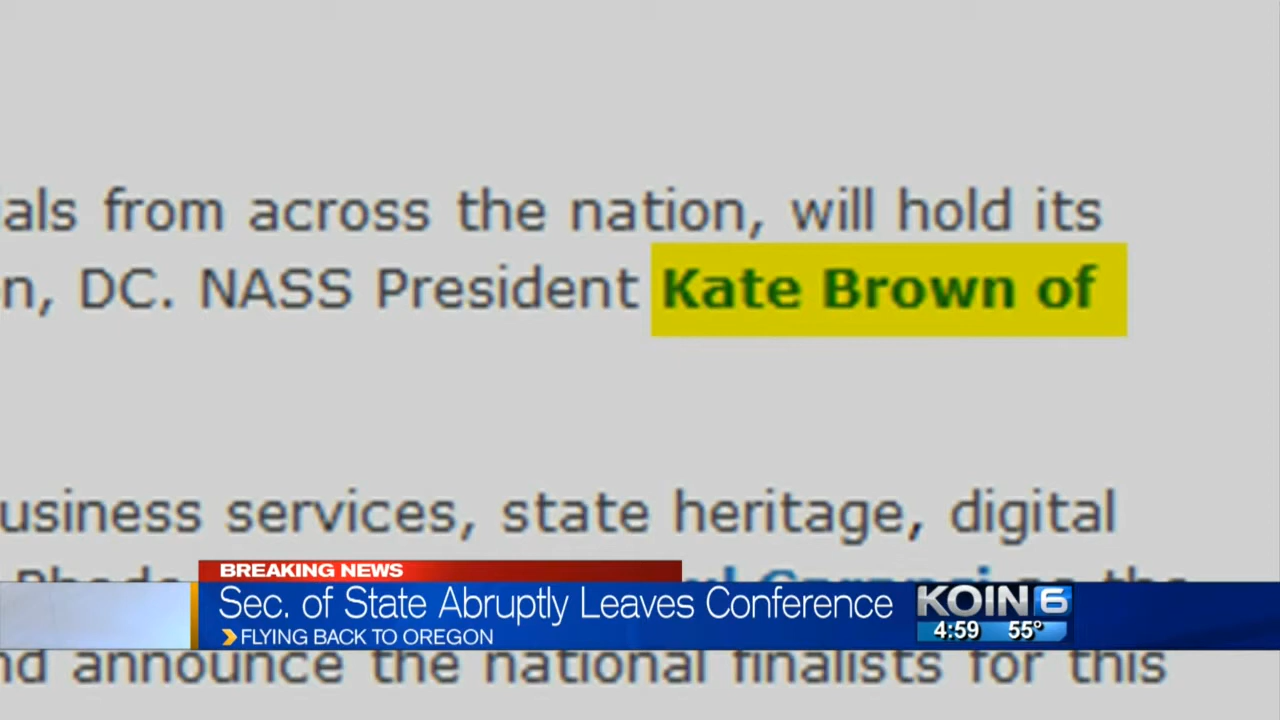 als from across the nation, will hold its
n, DC. NASS President Kate Brown of
usiness services, state heritage, digital
BREAKING NEWS
Sec. of State Abruptly Leaves Conference
FLYING BACK TO OREGON
KOIN 6
4:59 55°
nd announce the national finalists for this